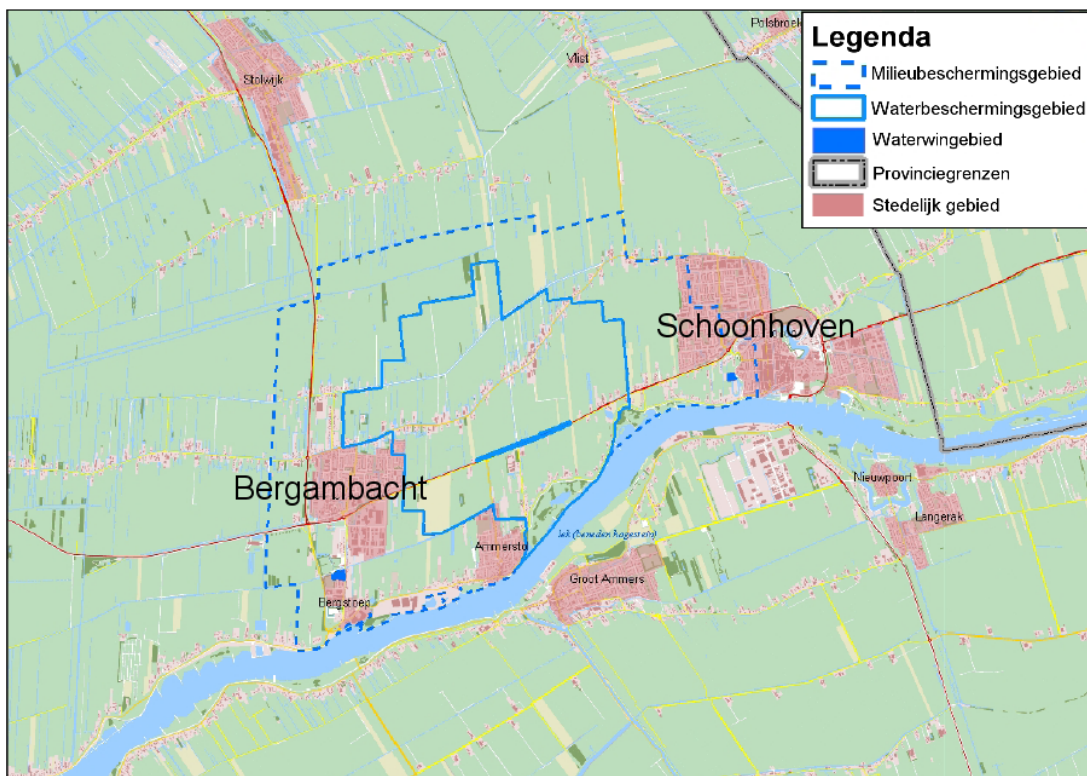 Polsbroek
Legenda
Milieubeschermingsgebied
Waterbeschermingsgebied
Waterwingebied
Provinciegrenzen
Stedelijk gebied
Stolwijk
Vlist
Schoonhoven
Bergambacht
Nieuwpoort
Langerak
Ammersto
lek (beneden hagestein)
Groot Ammers
Bergstoep